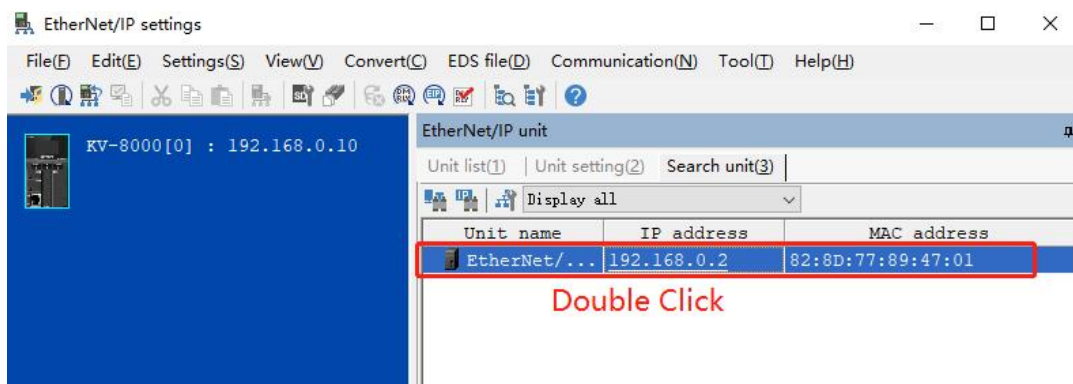 EtherNet/IP settings
File(F) Edit(E) Settings(S) View(V) Convert(C) EDS file(D) Communication(N) Tool(T) Help(H)
KV-8000[0] : 192.168.0.10
EtherNet/IP unit
Unit list(1) Unit setting(2) Search unit(3)
Display all
Unit name IP address MAC address
EtherNet/... 192.168.0.2 82:8D:77:89:47:01
Double Click